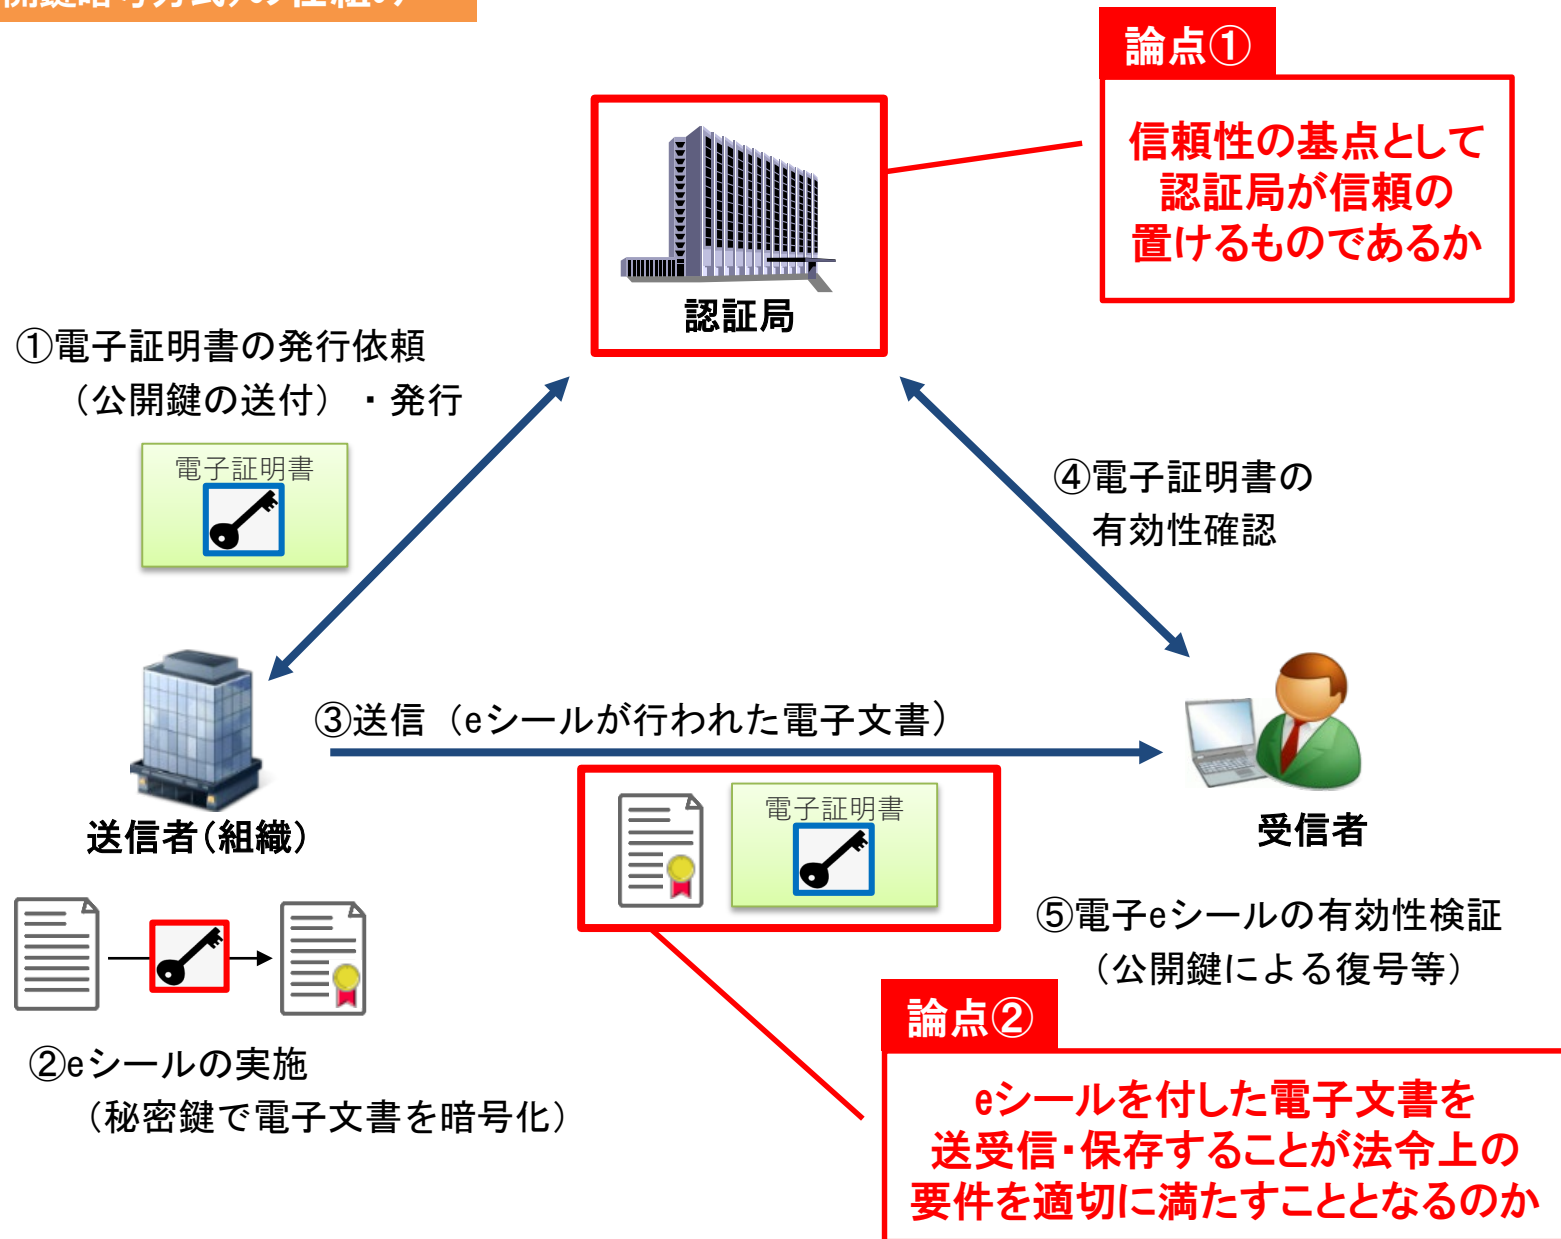 論点①
信頼性の基点として
認証局が信頼の
置けるものであるか
認証局
①電子証明書の発行依頼
（公開鍵の送付）・発行
電子証明書
④電子証明書の
有効性確認
③送信（eシールが行われた電子文書）
電子証明書
送信者（組織）
受信者
⑤電子eシールの有効性検証
（公開鍵による復号等）
②eシールの実施
（秘密鍵で電子文書を暗号化）
論点②
eシールを付した電子文書を
送受信・保存することが法令上の
要件を適切に満たすこととなるのか